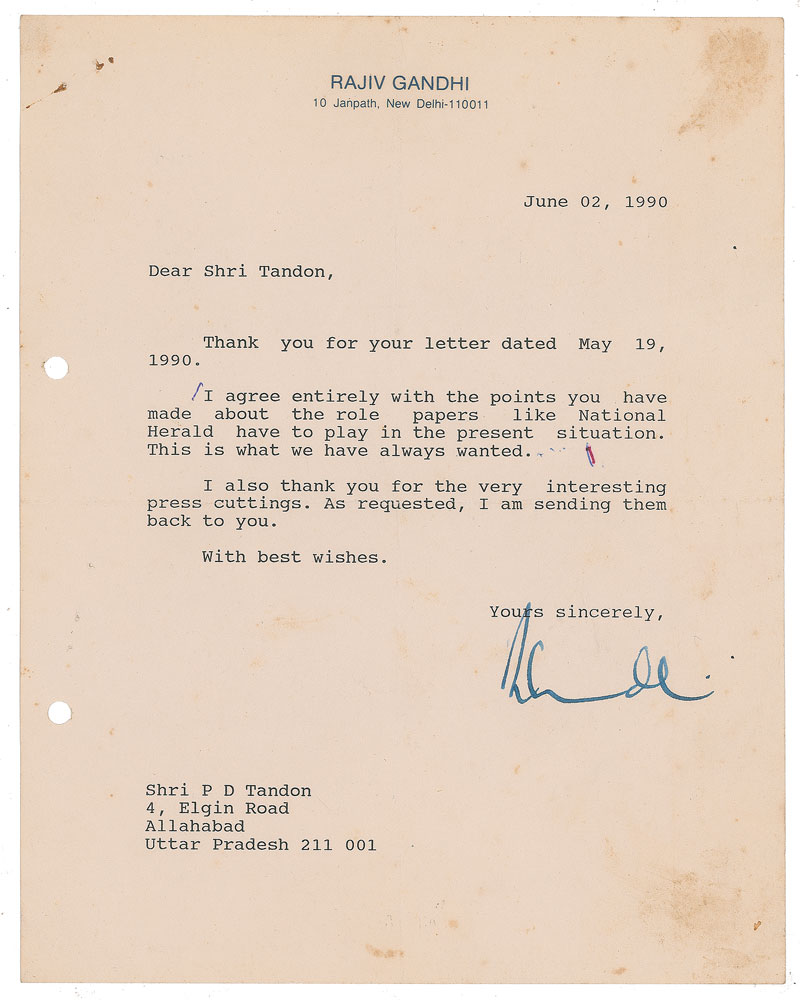 RAJIV GANDHI
10 Janpath, New Delhi-110011
June 02, 1990
Dear Shri Tandon,
Thank you for your letter dated May 19,
1990.
I agree entirely with the points you have
made about the role papers like National
Herald have to play in the present situation.
This is what we have always wanted.
I also thank you for the very interesting
press cuttings. As requested, I am sending them
back to you.
With best wishes.
Yours sincerely,
Shri P D Tandon
4, Elgin Road
Allahabad
Uttar Pradesh 211 001